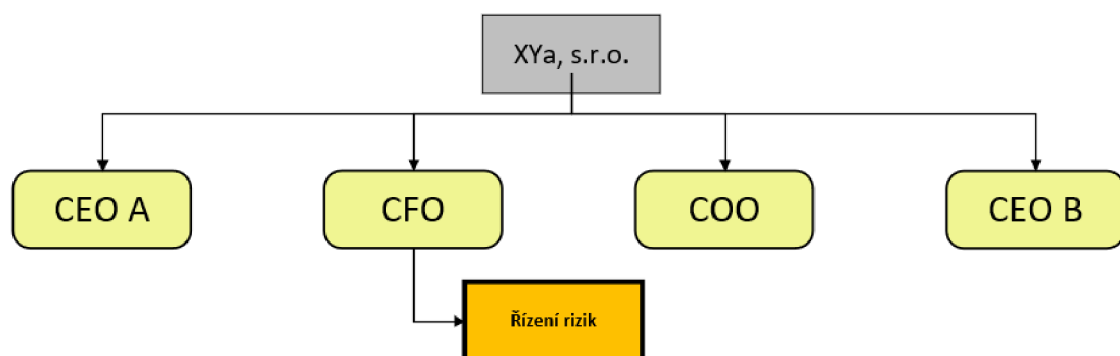 XYa, s.r.o.
CEO A
CFO
COO
CEO B
Řízení rizik